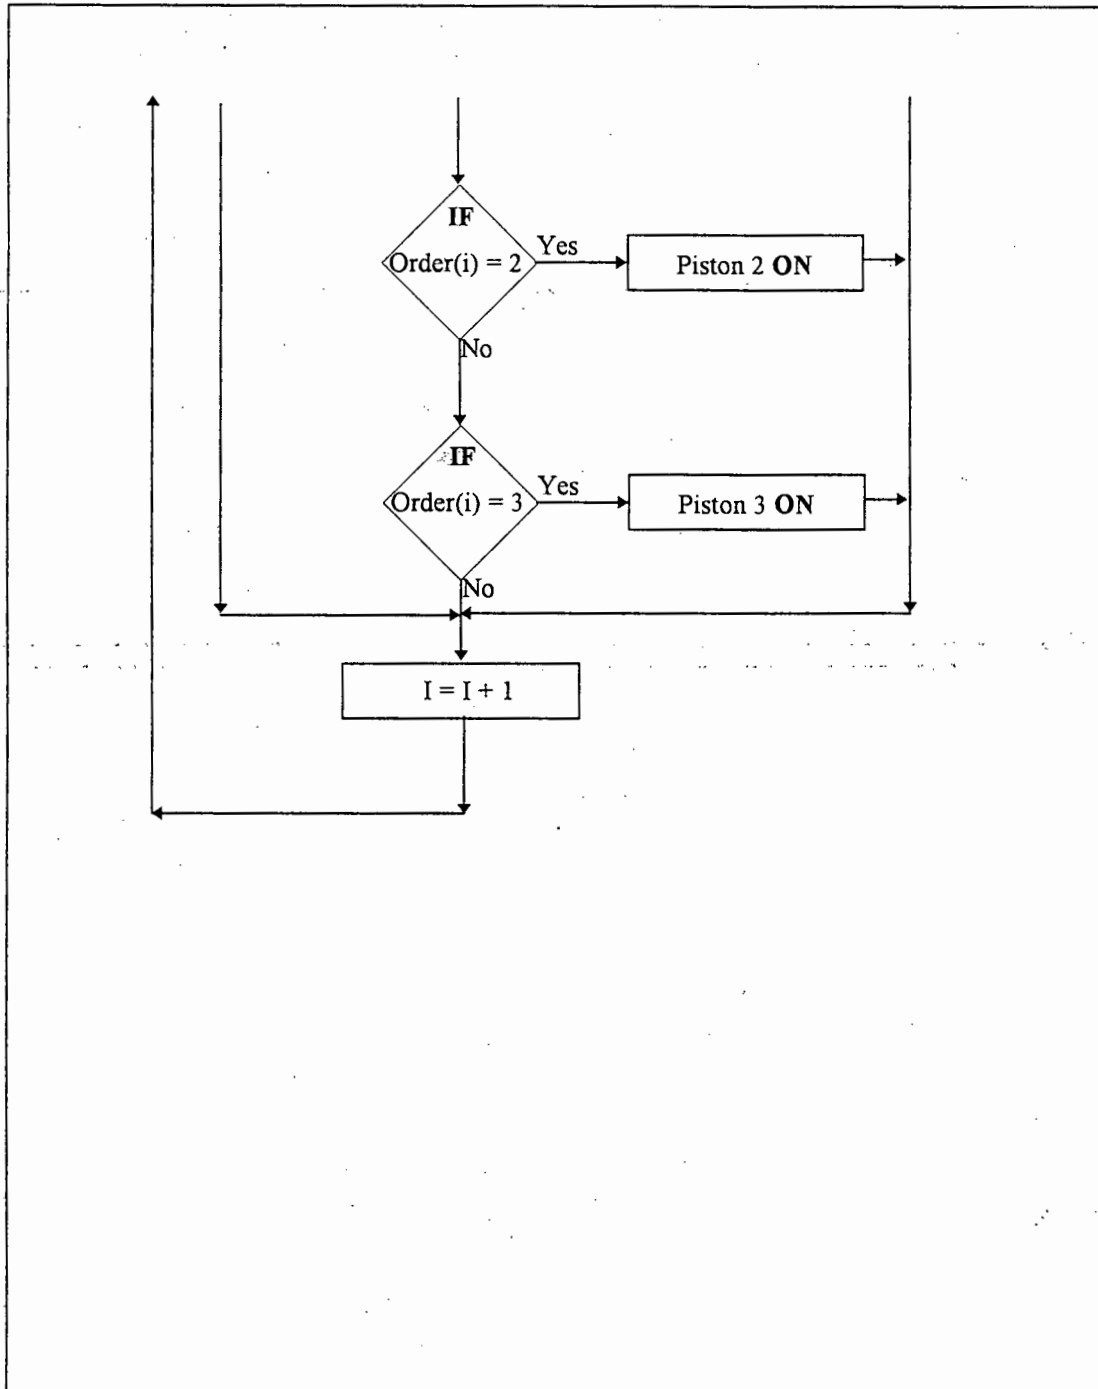 IF
Order(i) = 2
Yes
Piston 2 ON
No
IF
Order(i) = 3
Yes
Piston 3 ON
No
I = I + 1